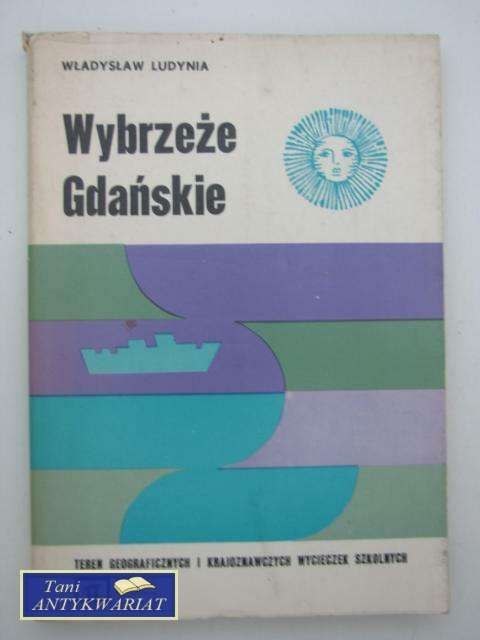 WŁADYSŁAW LUDYNIA
Wybrzeże
Gdańskie
TEREN GEOGRAFICZNYCH I KRAJOZNAWCZYCH WYCIECZEK SZKOLNYCH
Tani
ANTYKWARIAT